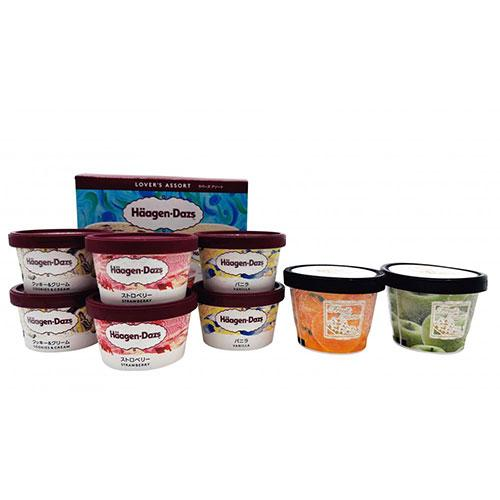 LOVER'S ASSORT ラバーズ アソート
Häagen-Dazs
Häagen-Dazs
クッキー&クリーム
COOKIES & CREAM
Häagen-Dazs
ストロベリー
STRAWBERRY
Häagen-Dazs
バニラ
VANILLA
Häagen-Dazs
クッキー&クリーム
COOKIES & CREAM
Häagen-Dazs
ストロベリー
STRAWBERRY
Häagen-Dazs
バニラ
VANILLA